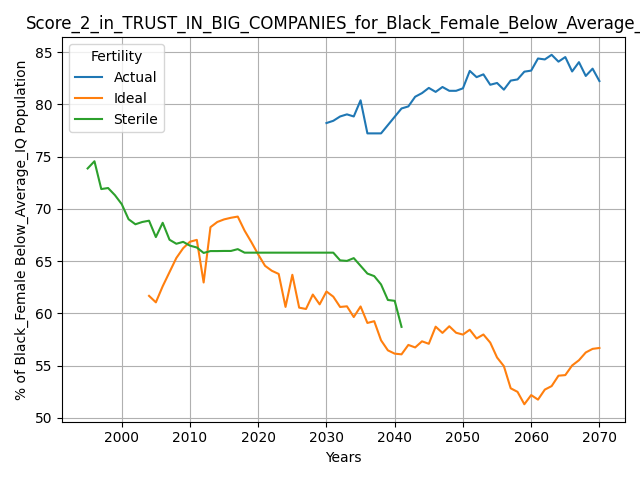 Score_2_in_TRUST_IN_BIG_COMPANIES_for_Black_Female_Below_Average_
Fertility
Actual
Ideal
Sterile
% of Black_Female Below_Average_IQ Population
85
80
75
70
65
60
55
50
2000 2010 2020 2030 2040 2050 2060 2070
Years